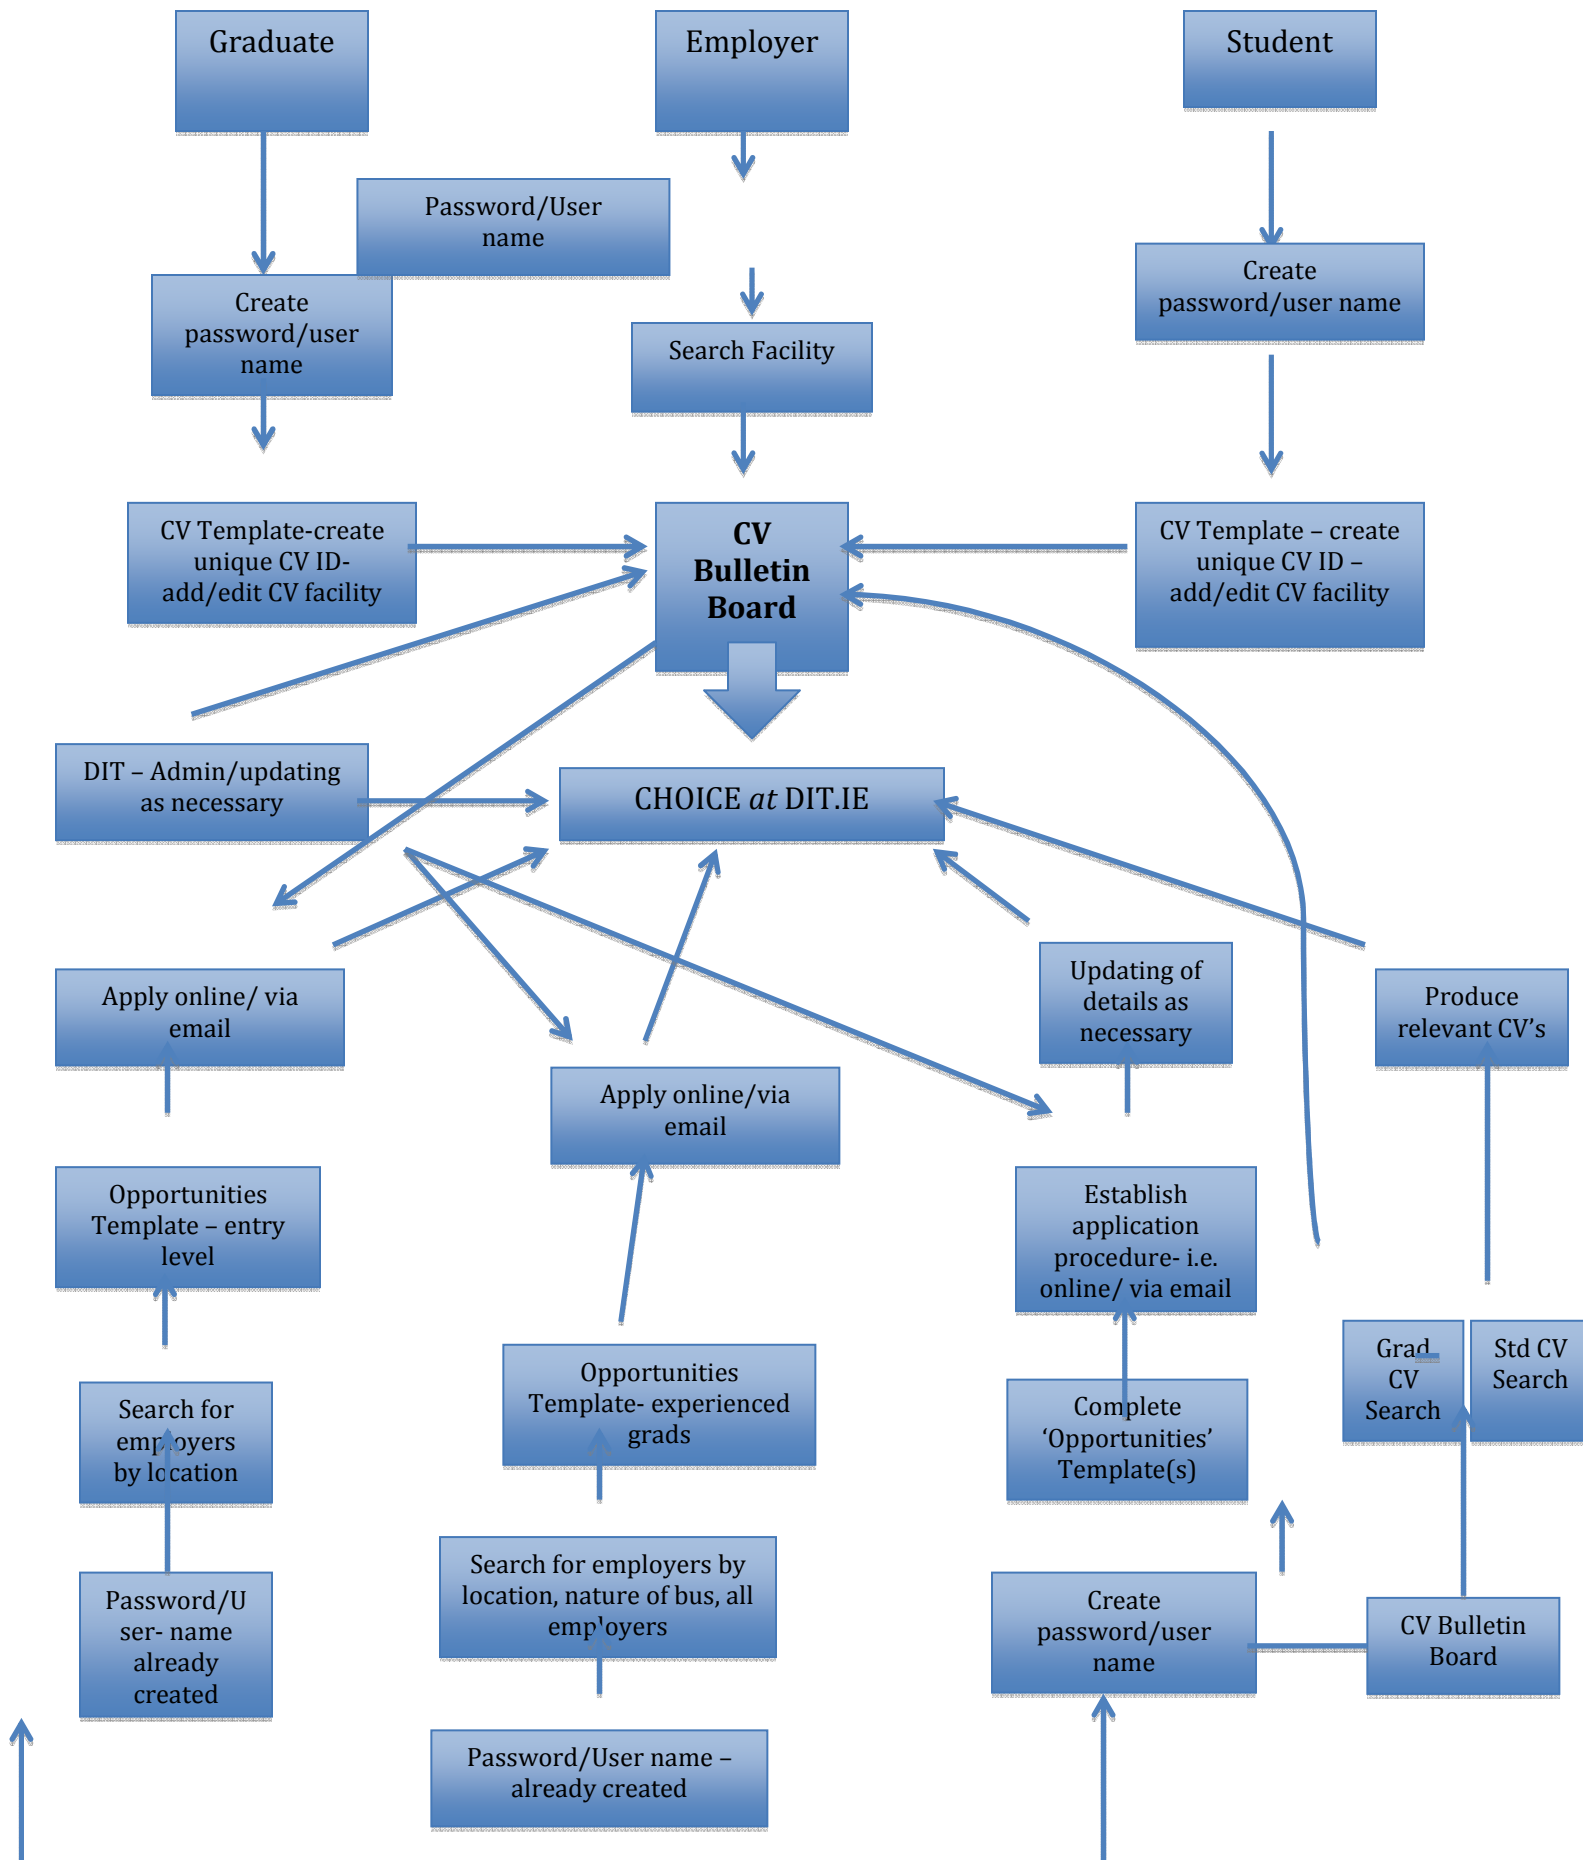 Graduate
Employer
Student
Password/User
name
Create
password/user
name
Create
password/user name
Search Facility
CV Template-create
unique CV ID-
add/edit CV facility
CV
Bulletin
Board
CV Template – create
unique CV ID –
add/edit CV facility
DIT – Admin/updating
as necessary
CHOICE at DIT.IE
Apply online/ via
email
Updating of
details as
necessary
Produce
relevant CV's
Apply online/via
email
Opportunities
Template – entry
level
Establish
application
procedure- i.e.
online/ via email
Grad
CV
Search
Std CV
Search
Opportunities
Template- experienced
grads
Search for
employers
by location
Complete
‘Opportunities’
Template(s)
Search for employers by
location, nature of bus, all
employers
Password/U
ser- name
already
created
Create
password/user
name
CV Bulletin
Board
Password/User name –
already created